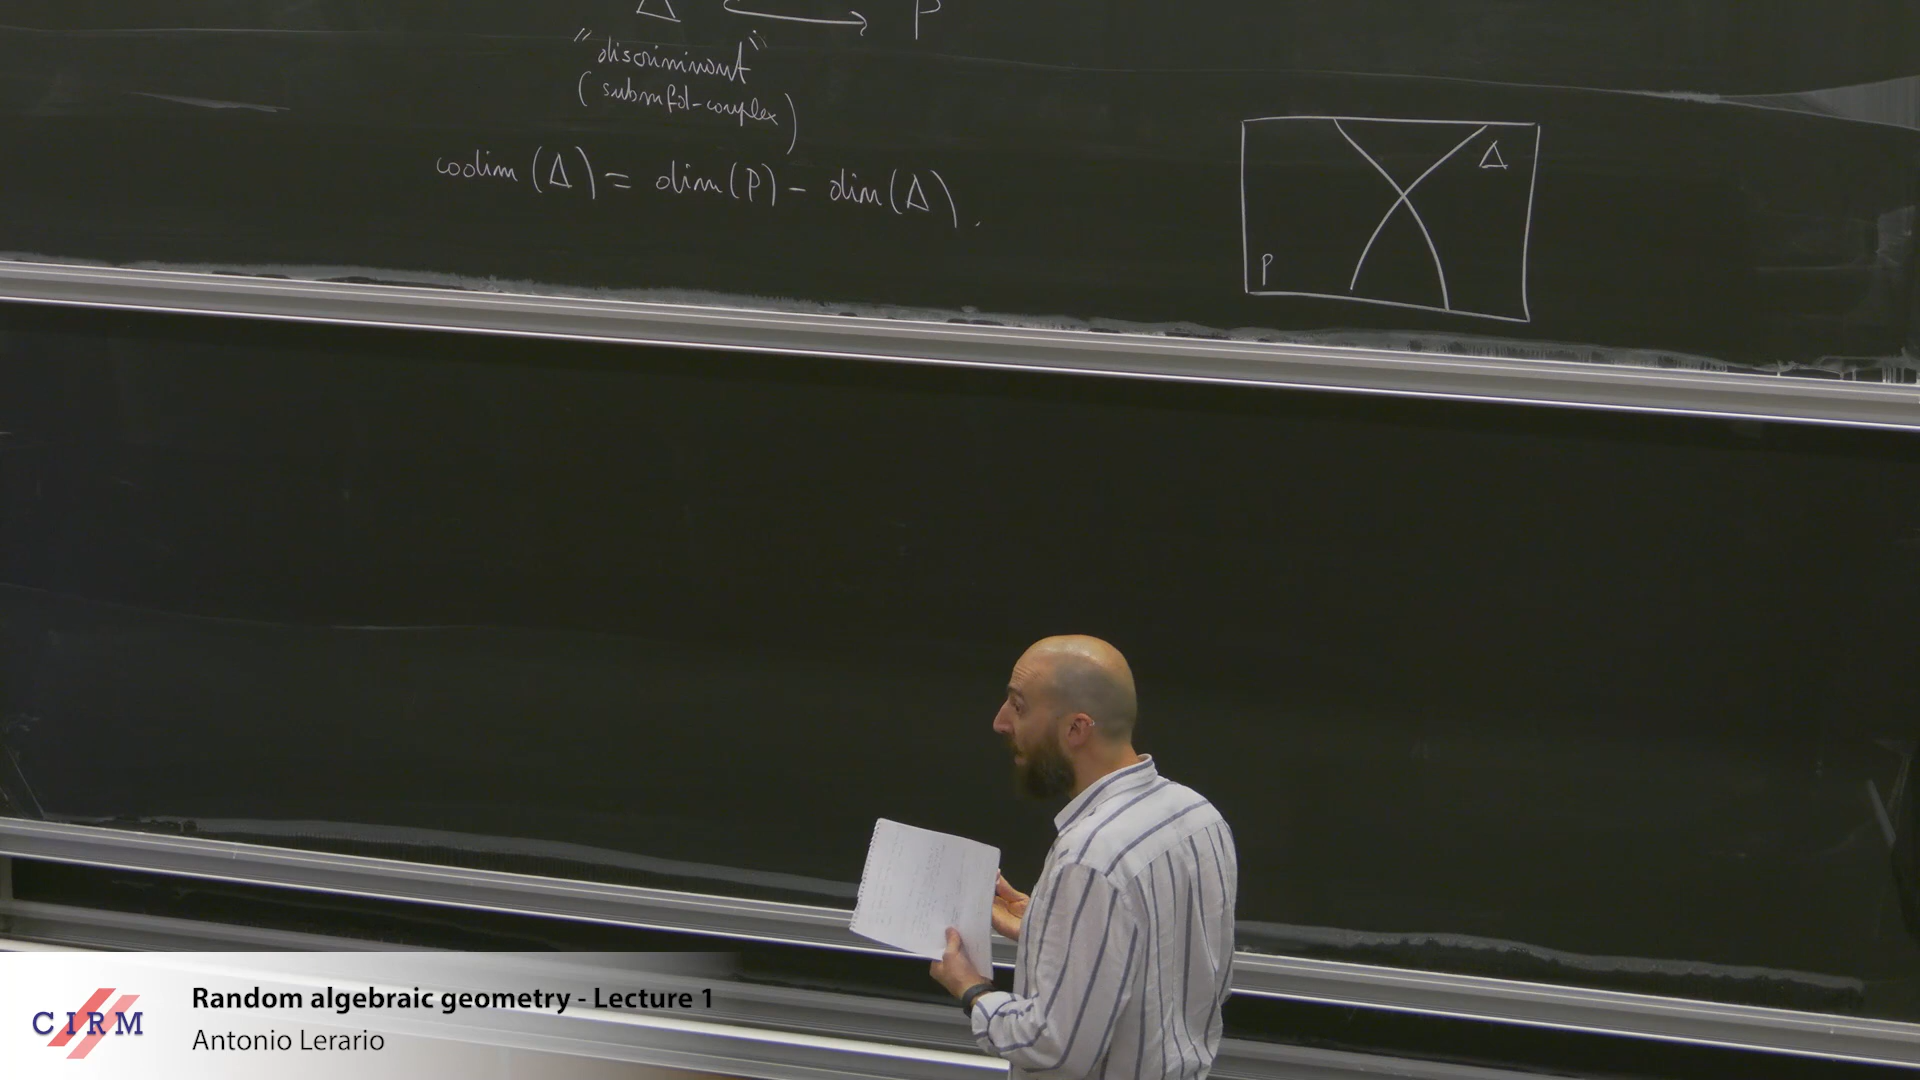 Δ ↪ P
"discriminant"
(submfd-complex)
codim (Δ) = dim (P) - dim (Δ).
Δ
P
CIRM
Random algebraic geometry - Lecture 1
Antonio Lerario